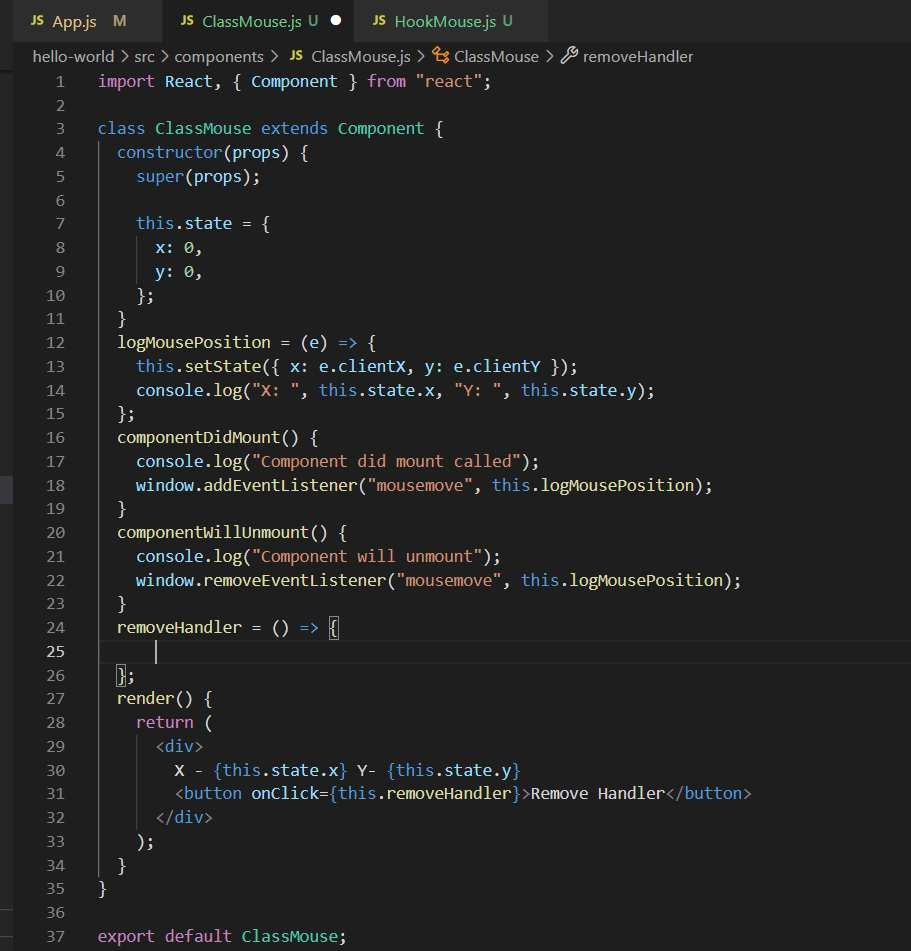 JS App.js M JS ClassMouse.js U JS HookMouse.js U
hello-world > src > components > JS ClassMouse.js > ClassMouse > removeHandler
1 import React, { Component } from "react";
2
3 class ClassMouse extends Component {
4   constructor(props) {
5     super(props);
6
7     this.state = {
8       x: 0,
9       y: 0,
10     };
11   }
12   logMousePosition = (e) => {
13     this.setState({ x: e.clientX, y: e.clientY });
14     console.log("X: ", this.state.x, "Y: ", this.state.y);
15   };
16   componentDidMount() {
17     console.log("Component did mount called");
18     window.addEventListener("mousemove", this.logMousePosition);
19   }
20   componentWillUnmount() {
21     console.log("Component will unmount");
22     window.removeEventListener("mousemove", this.logMousePosition);
23   }
24   removeHandler = () => {
25
26   };
27   render() {
28     return (
29       <div>
30         X - {this.state.x} Y- {this.state.y}
31         <button onClick={this.removeHandler}>Remove Handler</button>
32       </div>
33     );
34   }
35 }
36
37 export default ClassMouse;